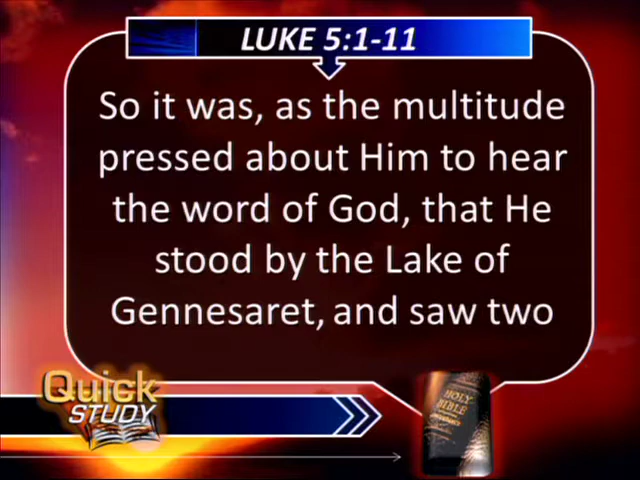 LUKE 5:1-11
So it was, as the multitude
pressed about Him to hear
the word of God, that He
stood by the Lake of
Gennesaret, and saw two
Quick
STUDY
HOLY
BIBLE